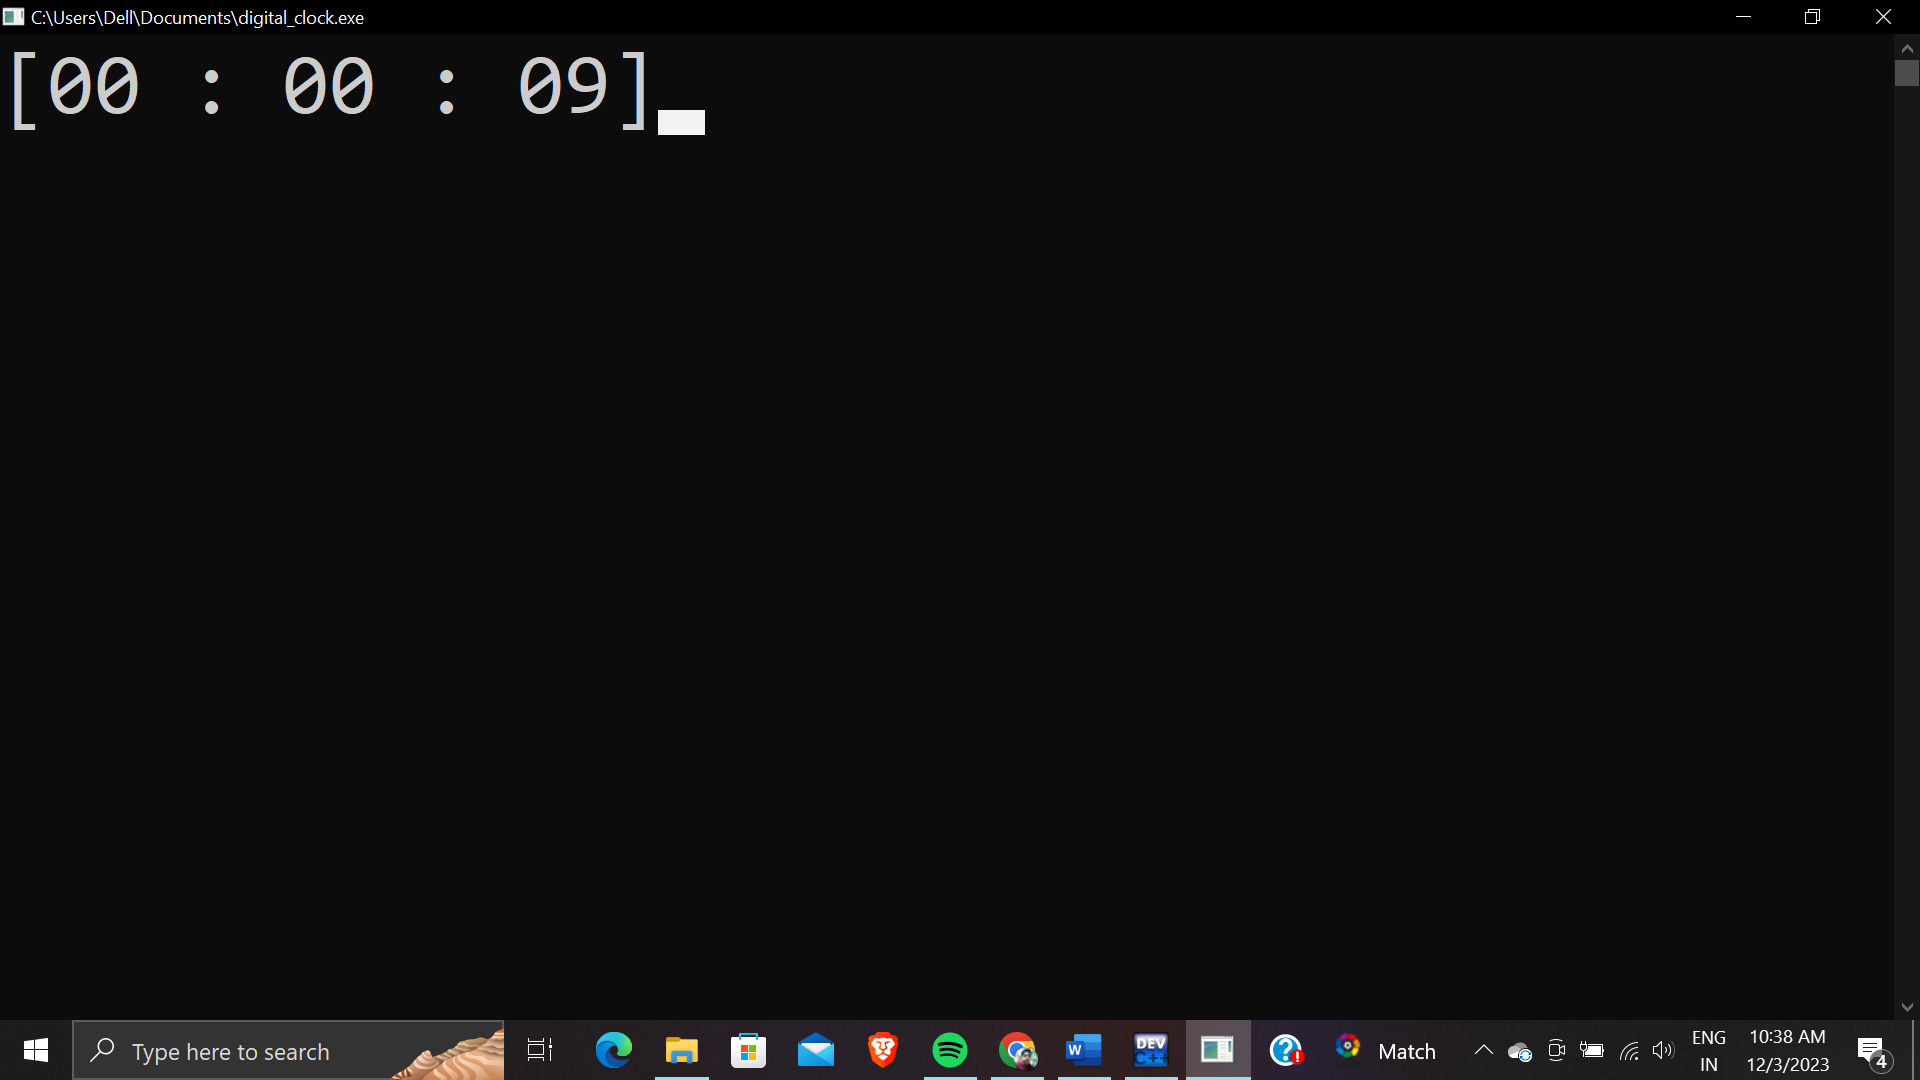 C:\Users\Dell\Documents\digital_clock.exe
[00 : 00 : 09]
Type here to search
W
DEV
C++
Match
ENG
IN
10:38 AM
12/3/2023
4